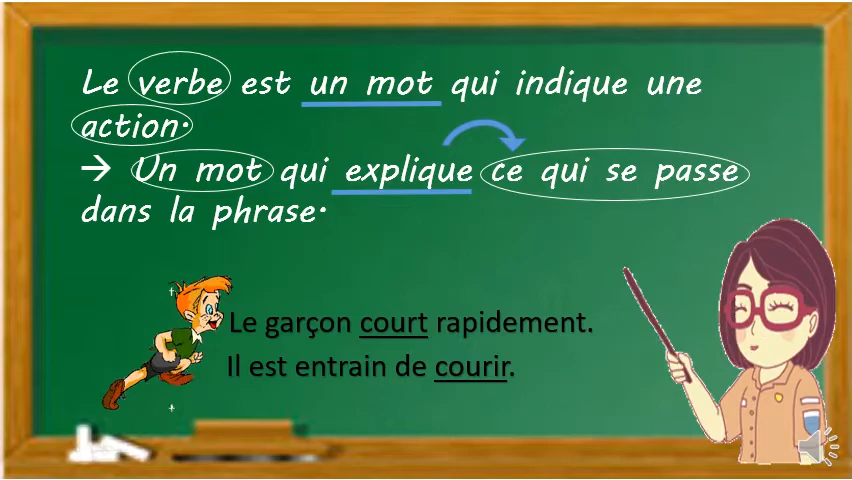 Le verbe est un mot qui indique une
action.
→ Un mot qui explique ce qui se passe
dans la phrase.
Le garçon court rapidement.
Il est entrain de courir.